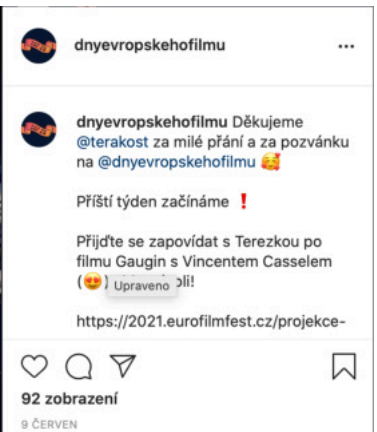 dnyevropskehofilmu
dnyevropskehofilmu Děkujeme
@terakost za milé přání a za pozvánku
na @dnyevropskehofilmu 🥰
Příští týden začínáme ❗
Přijďte se zapovídat s Terezkou po
filmu Gaugin s Vincentem Casselem
(😍)
Upraveno
https://2021.eurofilmfest.cz/projekce-
92 zobrazení
9 ČERVEN